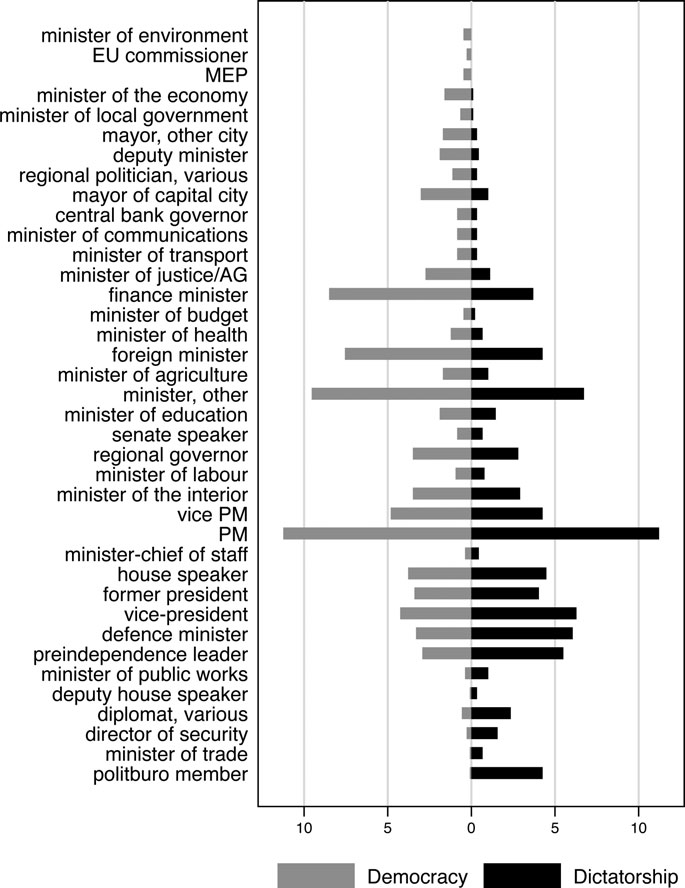 minister of environment
EU commissioner
MEP
minister of the economy
minister of local government
mayor, other city
deputy minister
regional politician, various
mayor of capital city
central bank governor
minister of communications
minister of transport
minister of justice/AG
finance minister
minister of budget
minister of health
foreign minister
minister of agriculture
minister, other
minister of education
senate speaker
regional governor
minister of labour
minister of the interior
vice PM
PM
minister-chief of staff
house speaker
former president
vice-president
defence minister
preindependence leader
minister of public works
deputy house speaker
diplomat, various
director of security
minister of trade
politburo member
10 5 0 5 10
Democracy Dictatorship